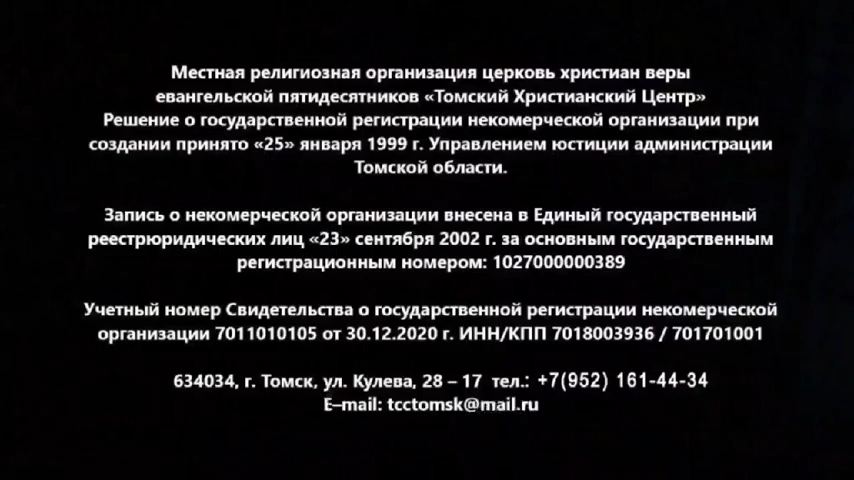 Местная религиозная организация церковь христиан веры
евангельской пятидесятников «Томский Христианский Центр»
Решение о государственной регистрации некомерческой организации при
создании принято «25» января 1999 г. Управлением юстиции администрации
Томской области.
Запись о некомерческой организации внесена в Единый государственный
реестрюридических лиц «23» сентября 2002 г. за основным государственным
регистрационным номером: 1027000000389
Учетный номер Свидетельства о государственной регистрации некомерческой
организации 7011010105 от 30.12.2020 г. ИНН/КПП 7018003936 / 701701001
634034, г. Томск, ул. Кулева, 28 – 17 тел.: +7(952) 161-44-34
E–mail: tcctomsk@mail.ru